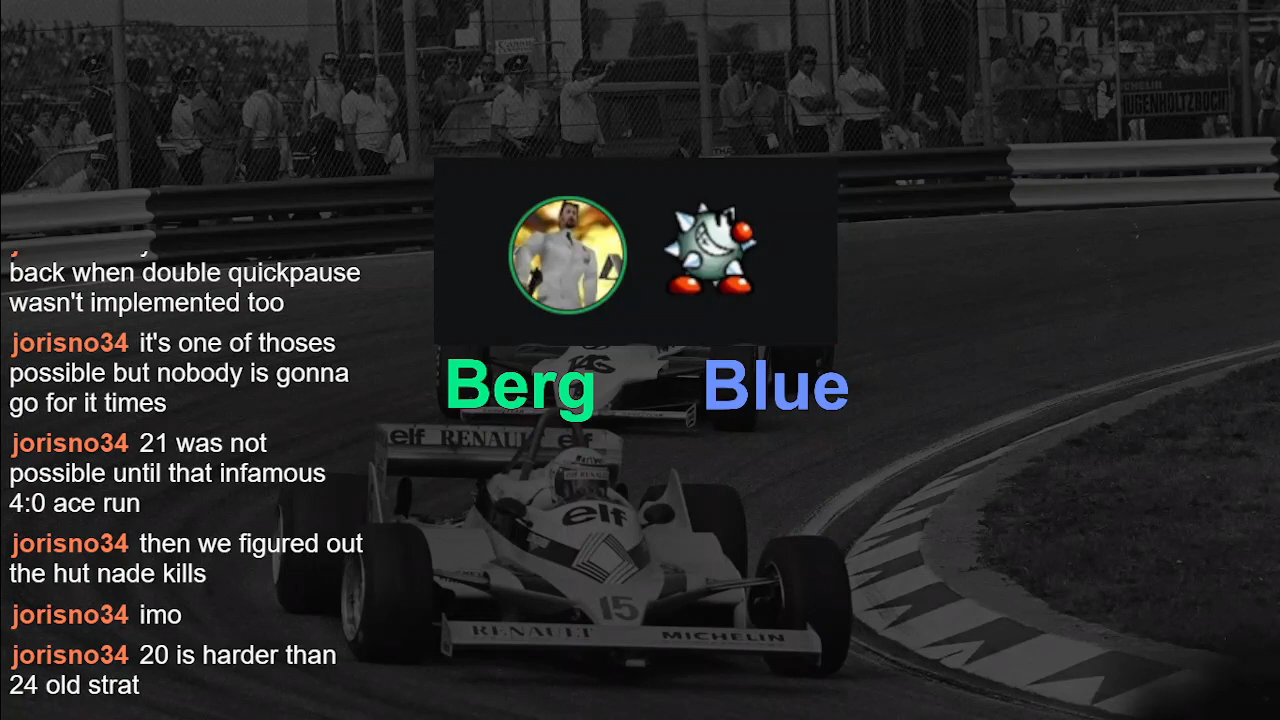 Canon
MICHELIN
UGENHOLTZBOCH
back when double quickpause
wasn't implemented too
jorisno34 it's one of thoses
possible but nobody is gonna
go for it times
jorisno34 21 was not
possible until that infamous
4:0 ace run
jorisno34 then we figured out
the hut nade kills
jorisno34 imo
jorisno34 20 is harder than
24 old strat
Berg
Blue
elf RENAULT elf
elf
15
RENAULT
MICHELIN